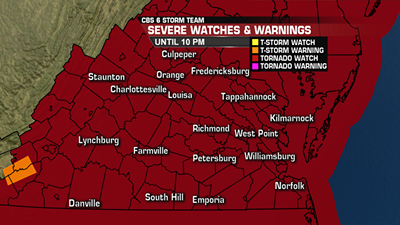 CBS 6 STORM TEAM
SEVERE WATCHES & WARNINGS
UNTIL 10 PM
T-STORM WATCH
T-STORM WARNING
TORNADO WATCH
TORNADO WARNING
Culpeper
Staunton
Orange
Fredericksburg
Charlottesville
Louisa
Tappahannock
Kilmarnock
Richmond
West Point
Lynchburg
Farmville
Petersburg
Williamsburg
Norfolk
South Hill
Emporia
Danville